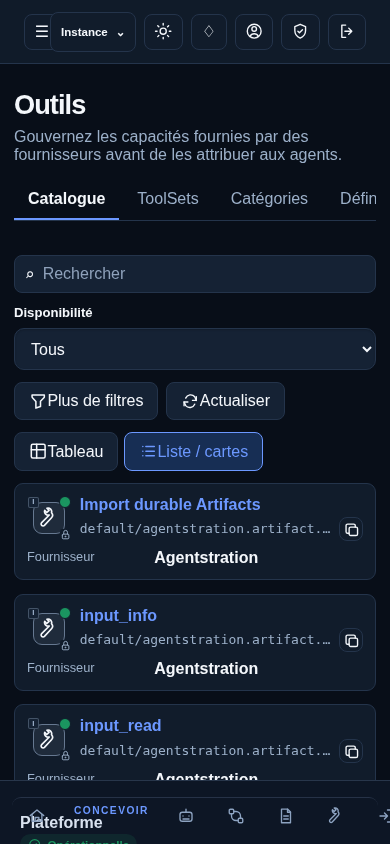 Instance
Outils
Gouvernez les capacités fournies par des
fournisseurs avant de les attribuer aux agents.
Catalogue ToolSets Catégories Défin
Rechercher
Disponibilité
Tous
Plus de filtres Actualiser
Tableau Liste / cartes
I
Import durable Artifacts
default/agentstration.artifact.…
Fournisseur Agentstration
I
input_info
default/agentstration.artifact.…
Fournisseur Agentstration
I
input_read
default/agentstration.artifact.…
Fournisseur Agentstration
CONCEVOIR
Plateforme
Opérationnelle